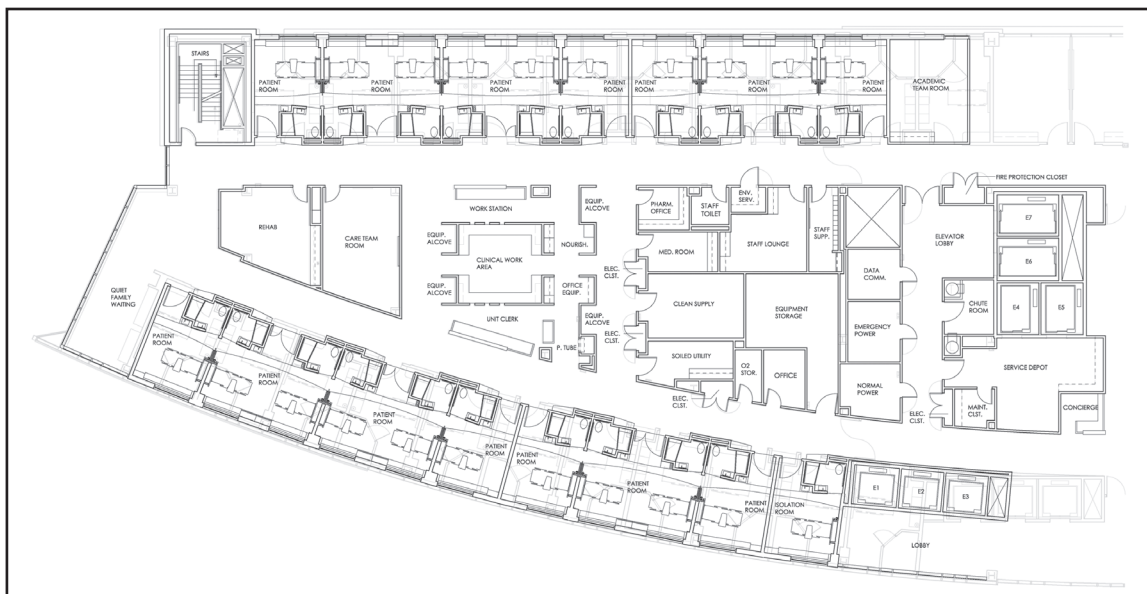 STAIRS
PATIENT
ROOM
PATIENT
ROOM
PATIENT
ROOM
PATIENT
ROOM
PATIENT
ROOM
PATIENT
ROOM
PATIENT
ROOM
ACADEMIC
TEAM ROOM
FIRE PROTECTION CLOSET
REHAB
CARE TEAM
ROOM
WORK STATION
EQUIP.
ALCOVE
EQUIP.
ALCOVE
CLINICAL WORK
AREA
NOURISH.
EQUIP.
ALCOVE
OFFICE
EQUIP.
UNIT CLERK
EQUIP.
ALCOVE
P. TUBE
PHARM.
OFFICE
STAFF
TOILET
ENV.
SERV.
STAFF LOUNGE
STAFF
SUPP.
MED. ROOM
ELEC.
CLST.
CLEAN SUPPLY
EQUIPMENT
STORAGE
ELEC.
CLST.
SOILED UTILITY
O2
STOR.
OFFICE
ELEC.
CLST.
DATA
COMM.
EMERGENCY
POWER
NORMAL
POWER
ELEVATOR
LOBBY
E7
E6
E4
E5
CHUTE
ROOM
SERVICE DEPOT
MAINT.
CLST.
ELEC.
CLST.
CONCIERGE
QUIET
FAMILY
WAITING
PATIENT
ROOM
PATIENT
ROOM
PATIENT
ROOM
PATIENT
ROOM
PATIENT
ROOM
PATIENT
ROOM
PATIENT
ROOM
ISOLATION
ROOM
E1
E2
E3
LOBBY